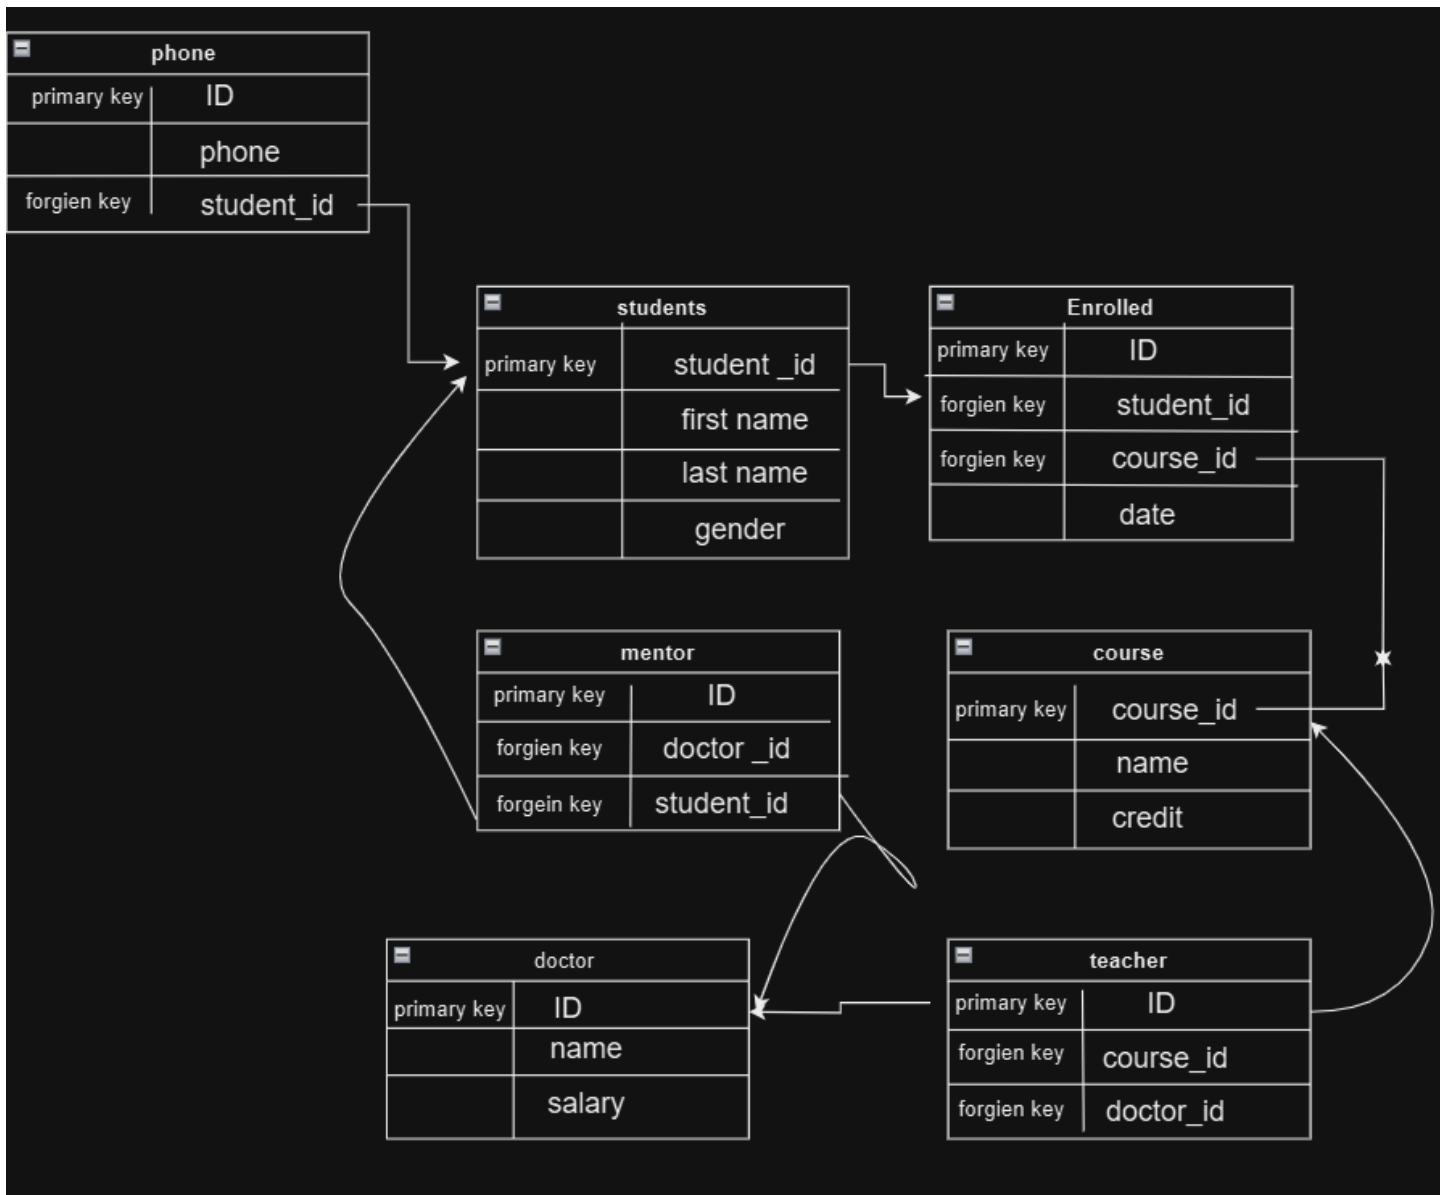 phone
primary key ID
phone
forgien key student_id
students
primary key student _id
first name
last name
gender
Enrolled
primary key ID
forgien key student_id
forgien key course_id
date
mentor
primary key ID
forgien key doctor _id
forgein key student_id
course
primary key course_id
name
credit
doctor
primary key ID
name
salary
teacher
primary key ID
forgien key course_id
forgien key doctor_id